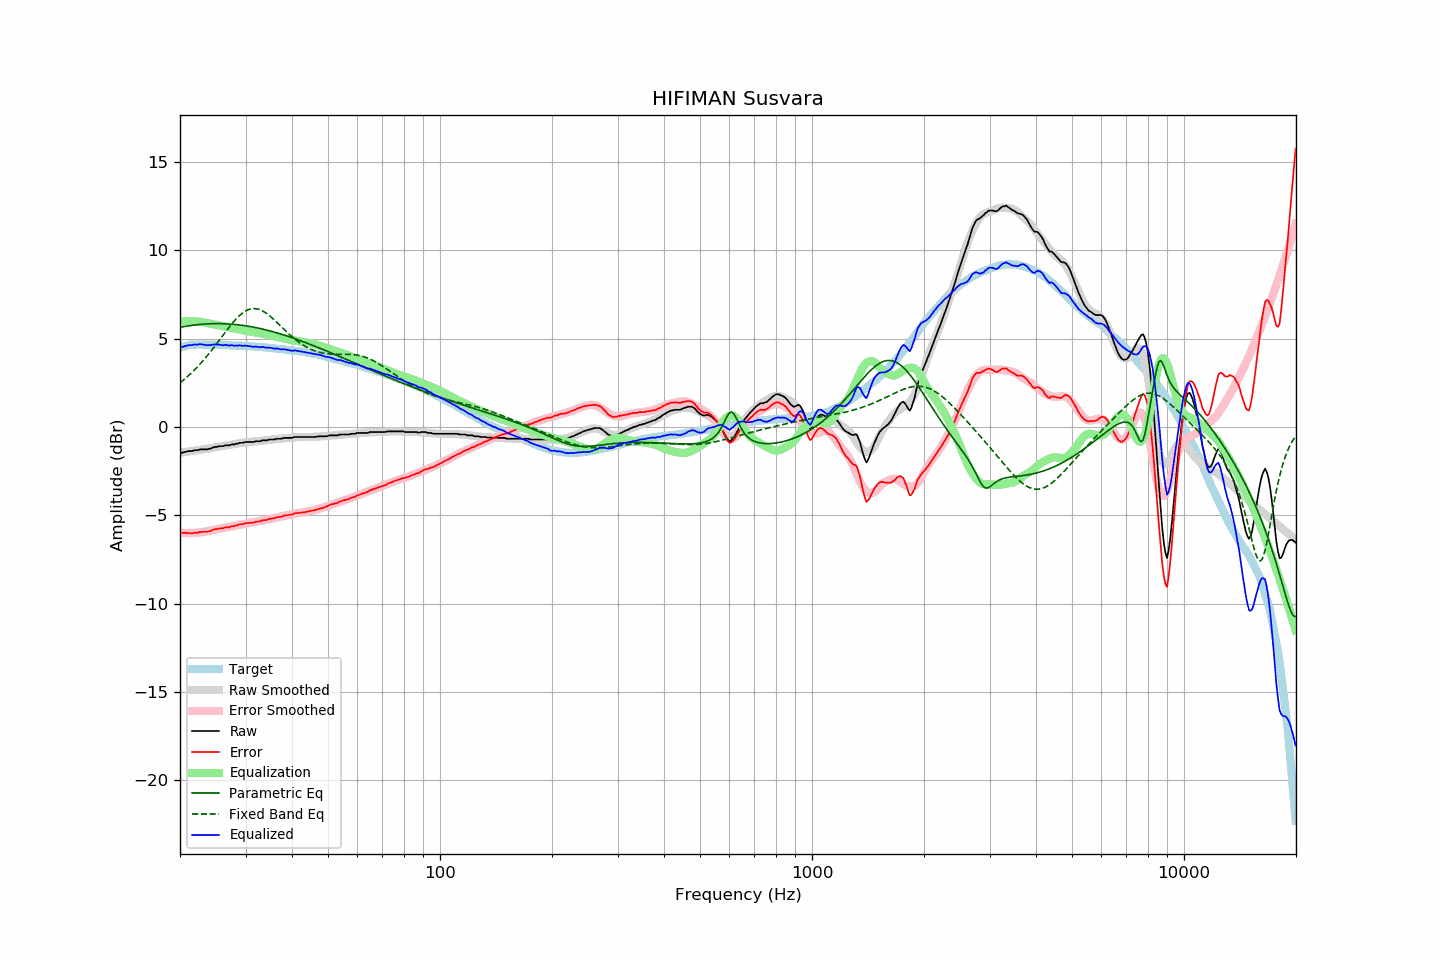 HIFIMAN Susvara
15
10
5
0
−5
−10
−15
−20
Amplitude (dBr)
Target
Raw Smoothed
Error Smoothed
Raw
Error
Equalization
Parametric Eq
Fixed Band Eq
Equalized
100 1000 10000
Frequency (Hz)